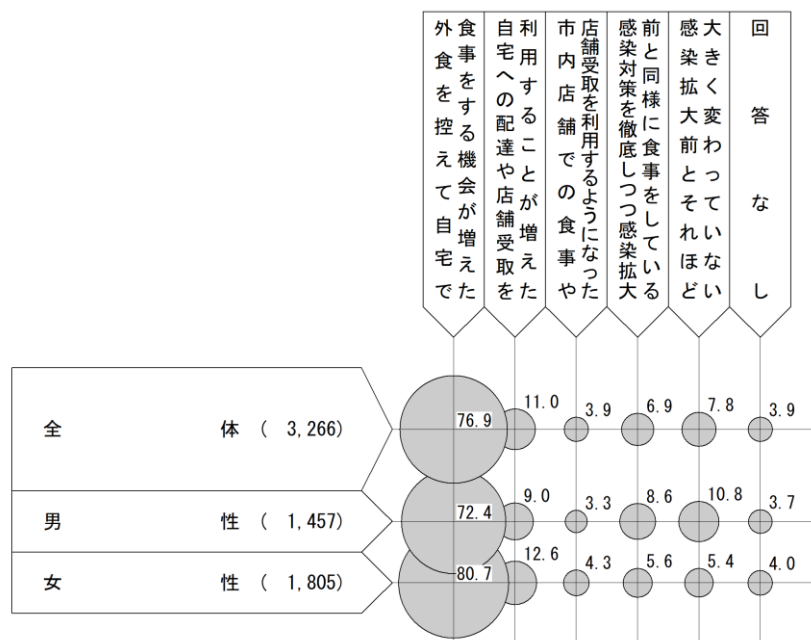 外食を控えて自宅で
食事をする機会が増えた
自宅への配達や店舗受取を
利用することが増えた
市内店舗での食事や
店舗受取を利用するようになった
感染対策を徹底しつつ感染拡大
前と同様に食事をしている
感染拡大前とそれほど
大きく変わっていない
回答なし
全体(3,266)
76.9 11.0 3.9 6.9 7.8 3.9
男性(1,457)
72.4 9.0 3.3 8.6 10.8 3.7
女性(1,805)
80.7 12.6 4.3 5.6 5.4 4.0